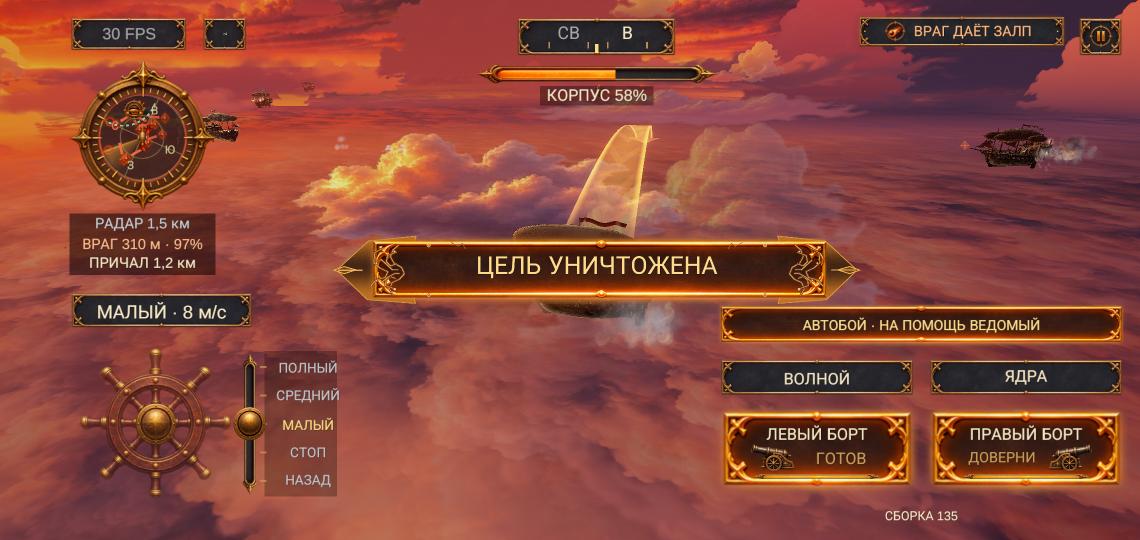 30 FPS
СВ В
ВРАГ ДАЁТ ЗАЛП
КОРПУС 58%
В
Ю
З
РАДАР 1,5 км
ВРАГ 310 м · 97%
ПРИЧАЛ 1,2 км
ЦЕЛЬ УНИЧТОЖЕНА
МАЛЫЙ · 8 м/с
АВТОБОЙ · НА ПОМОЩЬ ВЕДОМЫЙ
ПОЛНЫЙ
СРЕДНИЙ
МАЛЫЙ
СТОП
НАЗАД
ВОЛНОЙ
ЯДРА
ЛЕВЫЙ БОРТ
ГОТОВ
ПРАВЫЙ БОРТ
ДОВЕРНИ
СБОРКА 135